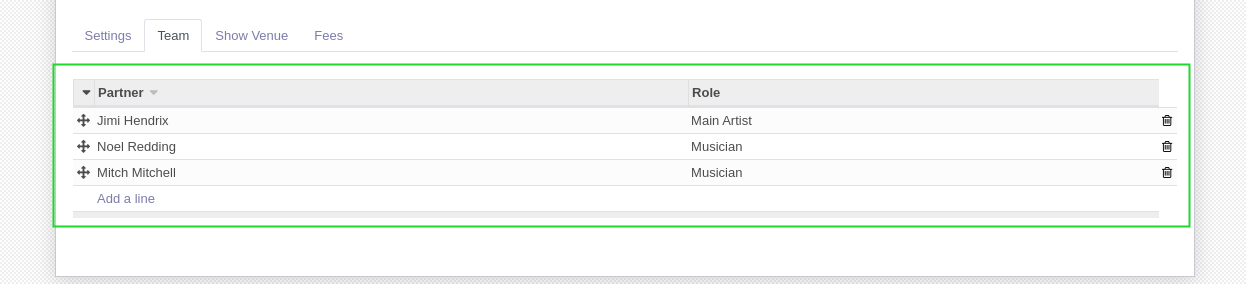 Settings Team Show Venue Fees
Partner Role
Jimi Hendrix Main Artist
Noel Redding Musician
Mitch Mitchell Musician
Add a line